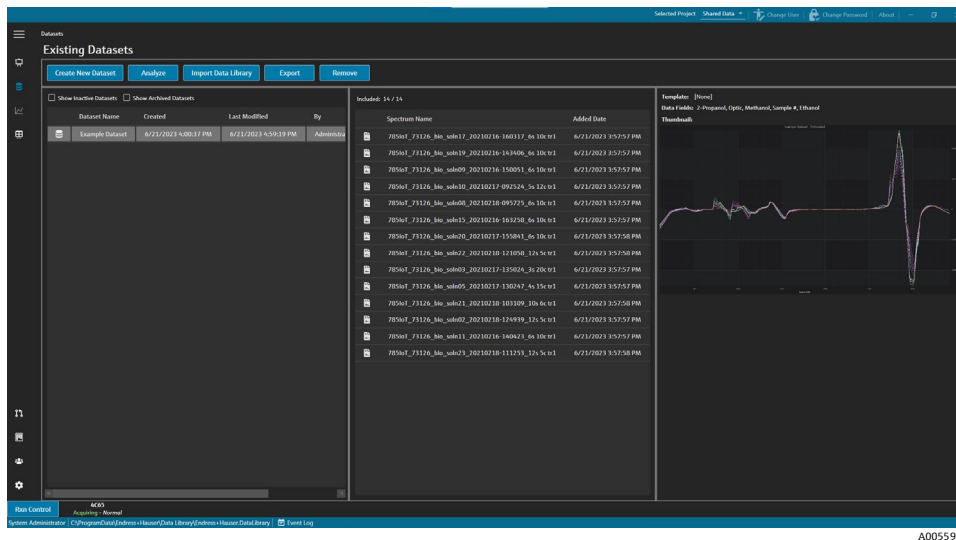 Selected Project Shared Data Change User Change Password About
Datasets
Existing Datasets
Create New Dataset Analyze Import Data Library Export Remove
Show Inactive Datasets Show Archived Datasets
Dataset Name Created Last Modified By
Example Dataset 6/21/2023 4:00:37 PM 6/21/2023 4:59:19 PM Administra
Included: 14 / 14
Spectrum Name Added Date
785IoT_73126_bio_soln17_20210216-160317_6s 10c tr1 6/21/2023 3:57:57 PM
785IoT_73126_bio_soln19_20210216-143406_6s 10c tr1 6/21/2023 3:57:57 PM
785IoT_73126_bio_soln09_20210216-150051_6s 10c tr1 6/21/2023 3:57:57 PM
785IoT_73126_bio_soln10_20210217-092524_5s 12c tr1 6/21/2023 3:57:57 PM
785IoT_73126_bio_soln08_20210218-095725_6s 10c tr1 6/21/2023 3:57:57 PM
785IoT_73126_bio_soln15_20210216-163250_6s 10c tr1 6/21/2023 3:57:57 PM
785IoT_73126_bio_soln20_20210217-155841_6s 10c tr1 6/21/2023 3:57:58 PM
785IoT_73126_bio_soln22_20210218-121050_12s 5c tr1 6/21/2023 3:57:58 PM
785IoT_73126_bio_soln03_20210217-135024_3s 20c tr1 6/21/2023 3:57:57 PM
785IoT_73126_bio_soln05_20210217-130247_4s 15c tr1 6/21/2023 3:57:57 PM
785IoT_73126_bio_soln21_20210218-103109_10s 6c tr1 6/21/2023 3:57:58 PM
785IoT_73126_bio_soln02_20210218-124939_12s 5c tr1 6/21/2023 3:57:57 PM
785IoT_73126_bio_soln11_20210216-140423_6s 10c tr1 6/21/2023 3:57:57 PM
785IoT_73126_bio_soln23_20210218-111253_12s 5c tr1 6/21/2023 3:57:58 PM
Template: [None]
Data Fields: 2-Propanol, Optic, Methanol, Sample #, Ethanol
Thumbnail:
Run Control
4C65
Acquiring - Normal
System Administrator C:\ProgramData\Endress+Hauser\Data Library\Endress+Hauser.DataLibrary Event Log
A00559